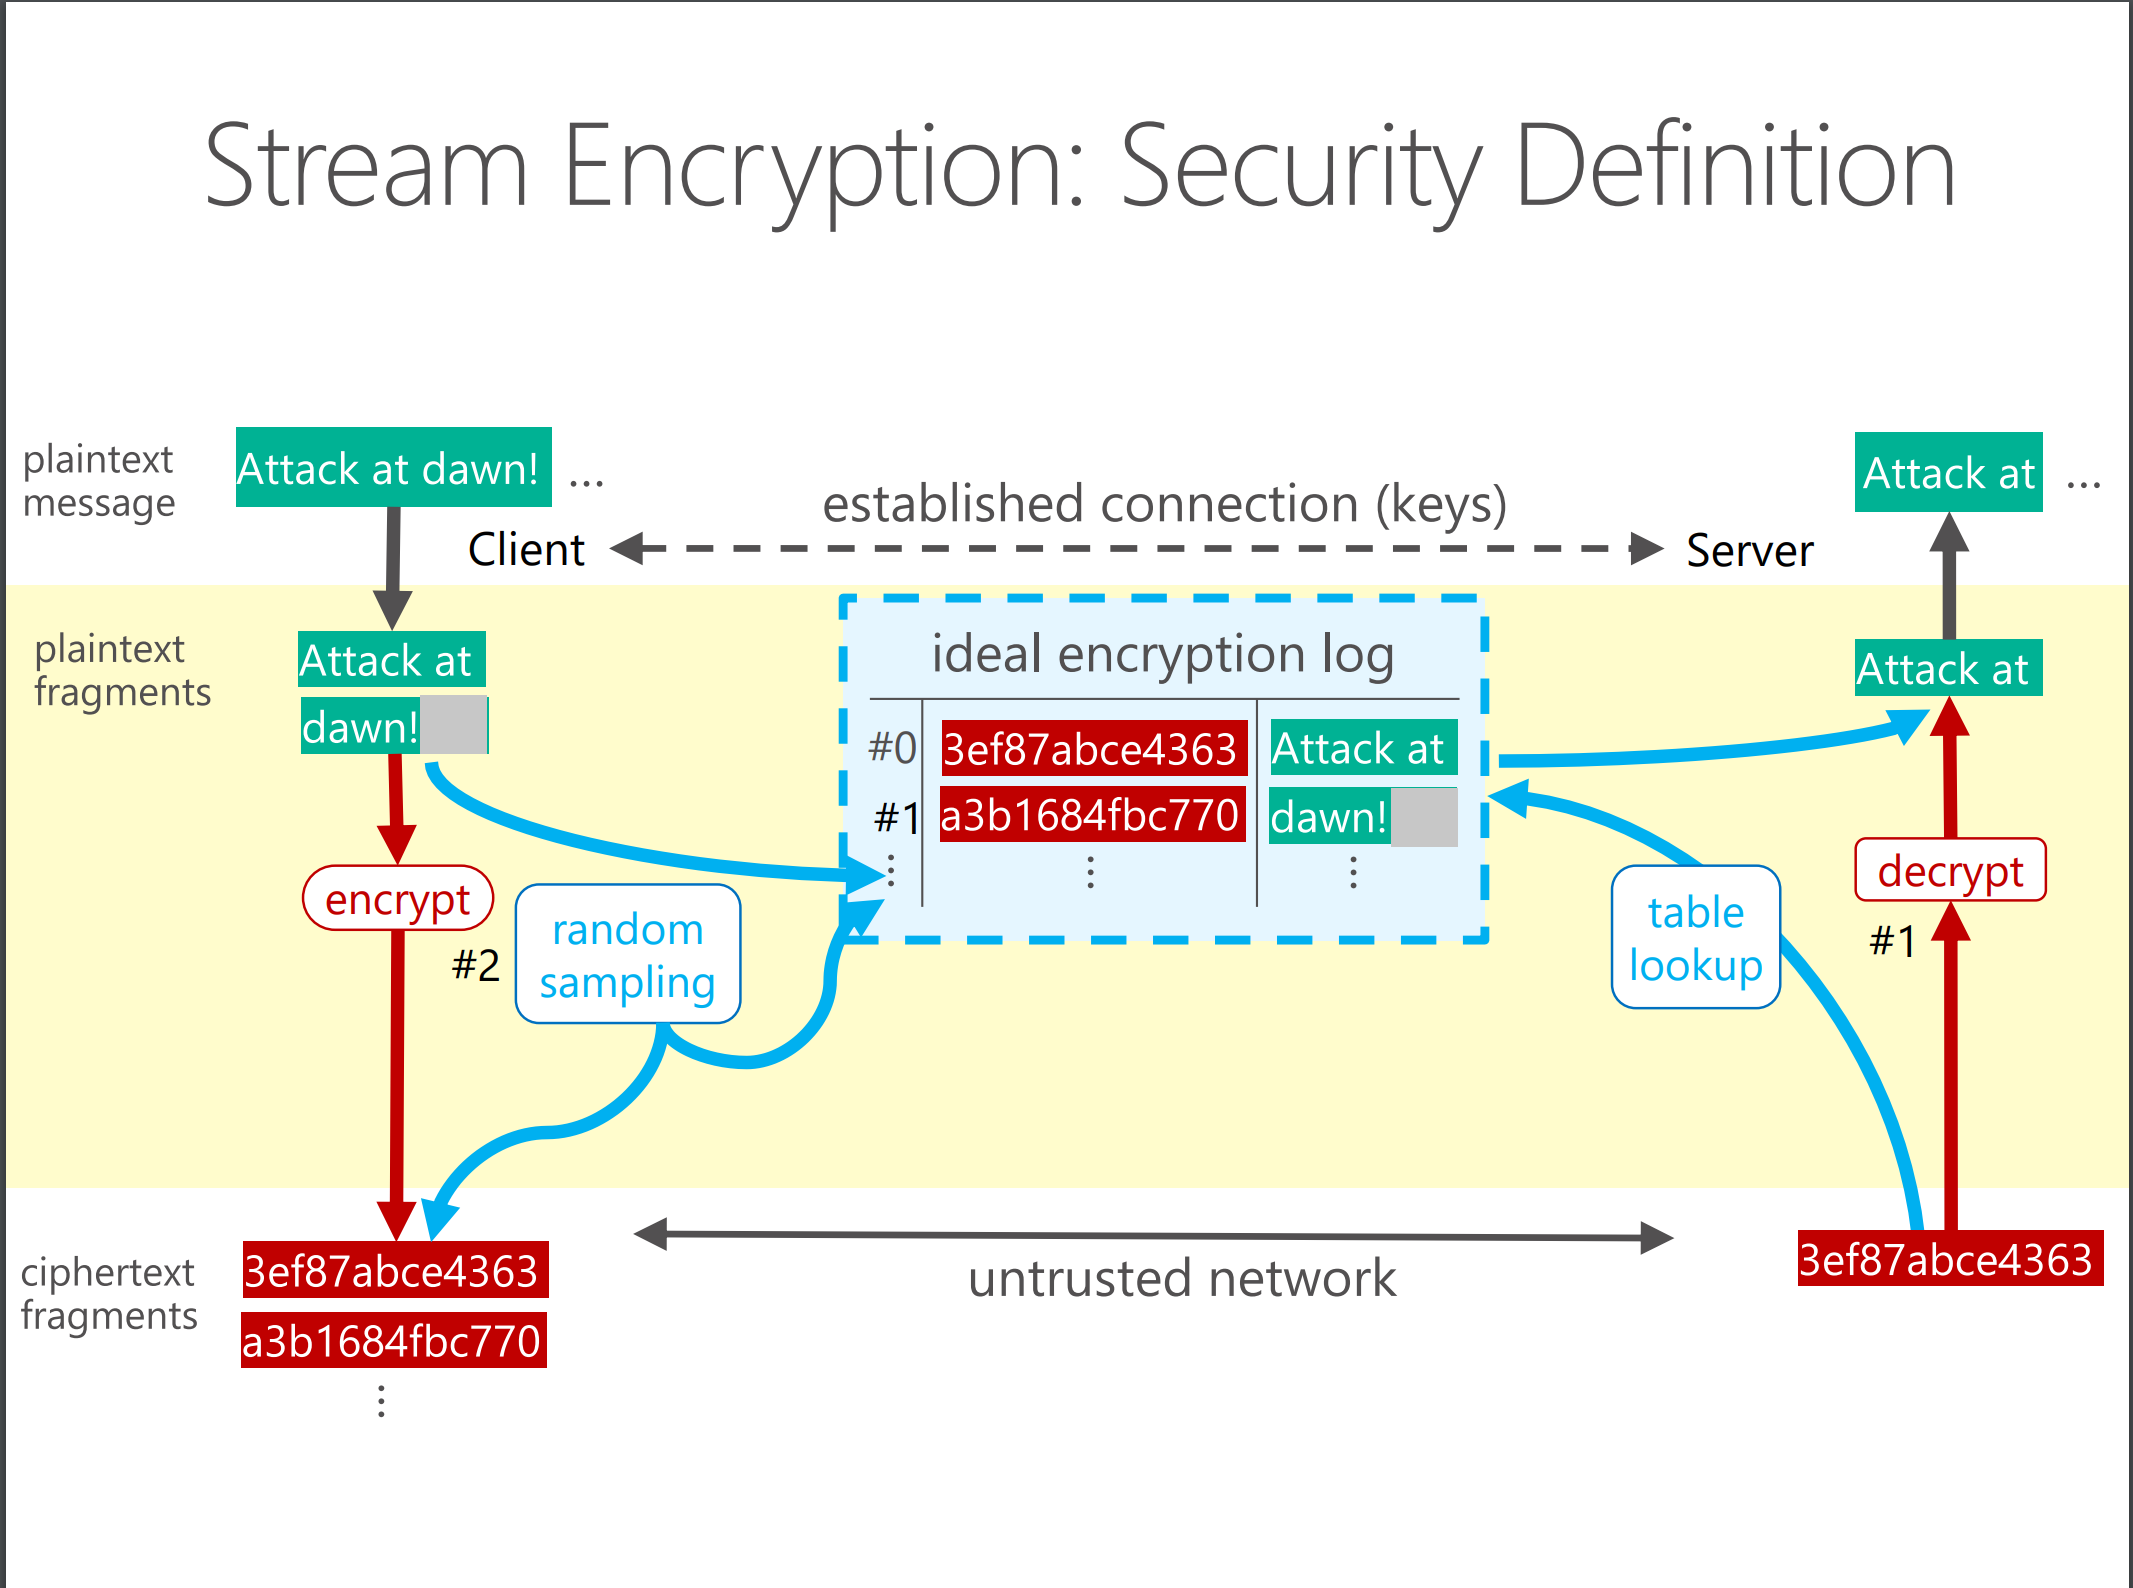 Stream Encryption: Security Definition
plaintext
message
Attack at dawn! ...
established connection (keys)
Client
Server
Attack at ...
plaintext
fragments
Attack at
dawn!
ideal encryption log
#0 3ef87abce4363 Attack at
#1 a3b1684fbc770 dawn!
⋮ ⋮ ⋮
Attack at
encrypt
#2
random
sampling
table
lookup
decrypt
#1
ciphertext
fragments
3ef87abce4363
a3b1684fbc770
⋮
untrusted network
3ef87abce4363